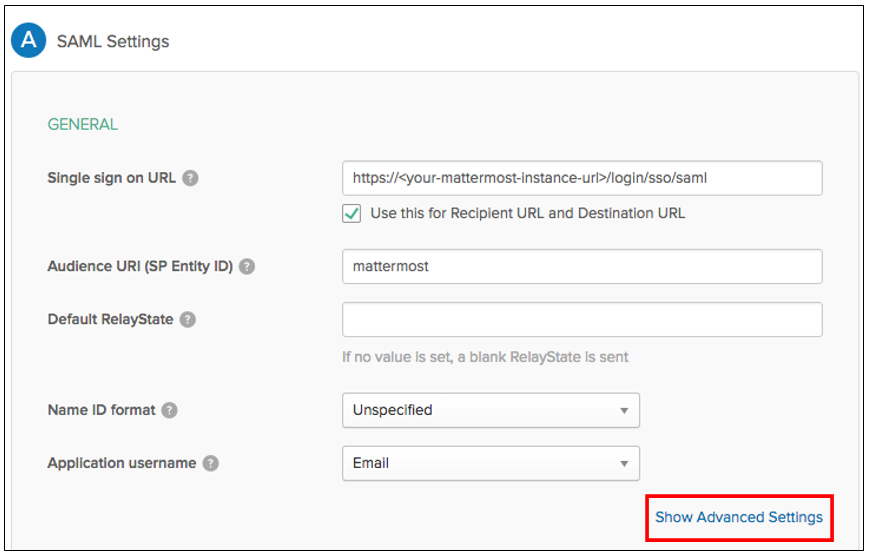 A SAML Settings
GENERAL
Single sign on URL ?
https://<your-mattermost-instance-url>/login/sso/saml
Use this for Recipient URL and Destination URL
Audience URI (SP Entity ID) ?
mattermost
Default RelayState ?
If no value is set, a blank RelayState is sent
Name ID format ?
Unspecified
Application username ?
Email
Show Advanced Settings